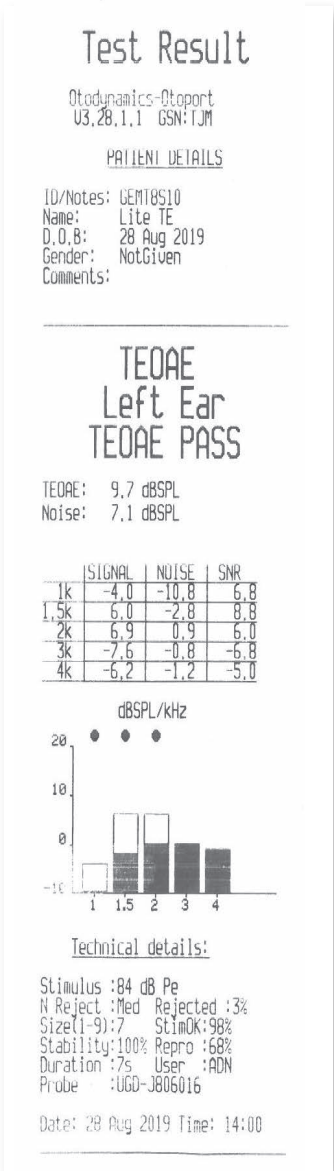 Test Result
Otodynamics-Otoport
V3.28.1.1 GSN:TJM
PATIENT DETAILS
ID/Notes: GEMT8S10
Name: Lite TE
D.O.B: 28 Aug 2019
Gender: NotGiven
Comments:
TEOAE
Left Ear
TEOAE PASS
TEOAE: 9.7 dBSPL
Noise: 7.1 dBSPL
SIGNAL NOISE SNR
1k -4.0 -10.8 6.8
1.5k 6.0 -2.8 8.8
2k 6.9 0.9 6.0
3k -7.6 -0.8 -6.8
4k -6.2 -1.2 -5.0
dBSPL/kHz
20
10
0
-10
1 1.5 2 3 4
Technical details:
Stimulus :84 dB Pe
N Reject :Med Rejected :3%
Size(1-9):7 StimOK:98%
Stability:100% Repro :68%
Duration :7s User :ADN
Probe :UGD-J806016
Date: 28 Aug 2019 Time: 14:00